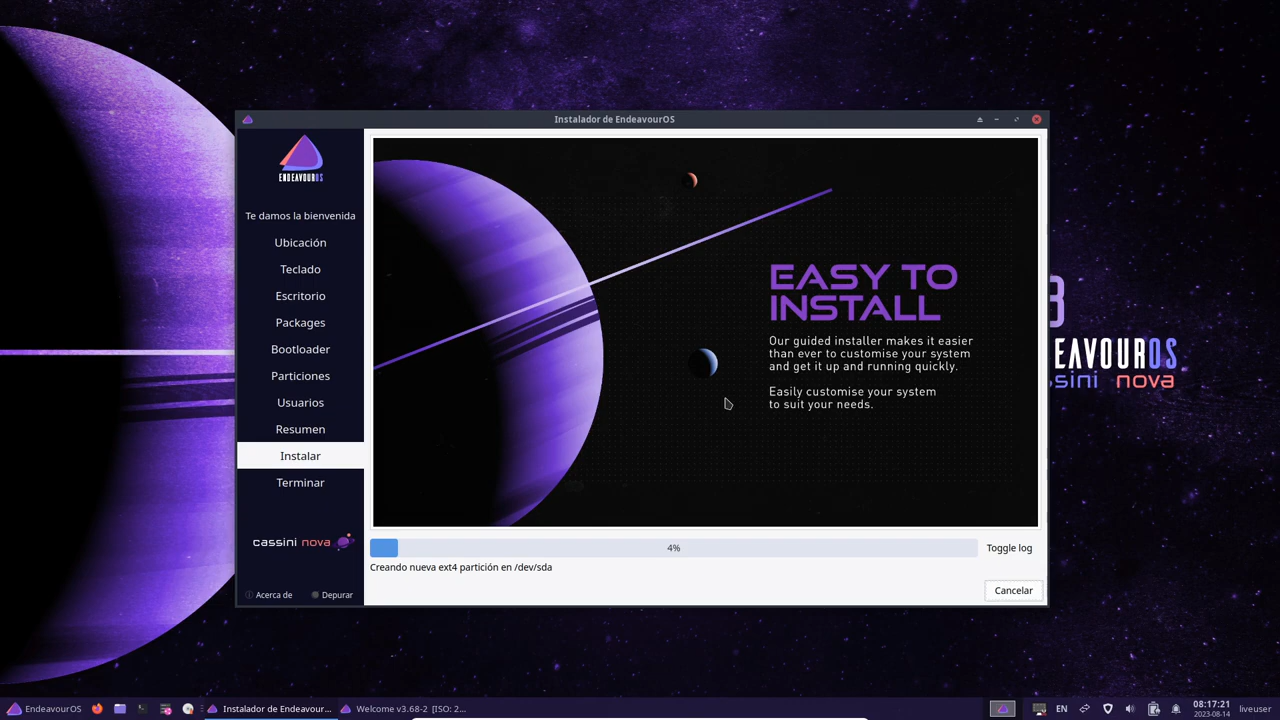 Instalador de EndeavourOS
ENDEAVOUROS
Te damos la bienvenida
Ubicación
Teclado
Escritorio
Packages
Bootloader
Particiones
Usuarios
Resumen
Instalar
Terminar
cassini nova
Acerca de
Depurar
EASY TO
INSTALL
Our guided installer makes it easier
than ever to customise your system
and get it up and running quickly.
Easily customise your system
to suit your needs.
4%
Toggle log
Creando nueva ext4 partición en /dev/sda
Cancelar
EAVOUROS
sini nova
EndeavourOS
Instalador de Endeavour...
Welcome v3.68-2 [ISO: 2...
EN
08:17:21
2023-08-14
liveuser